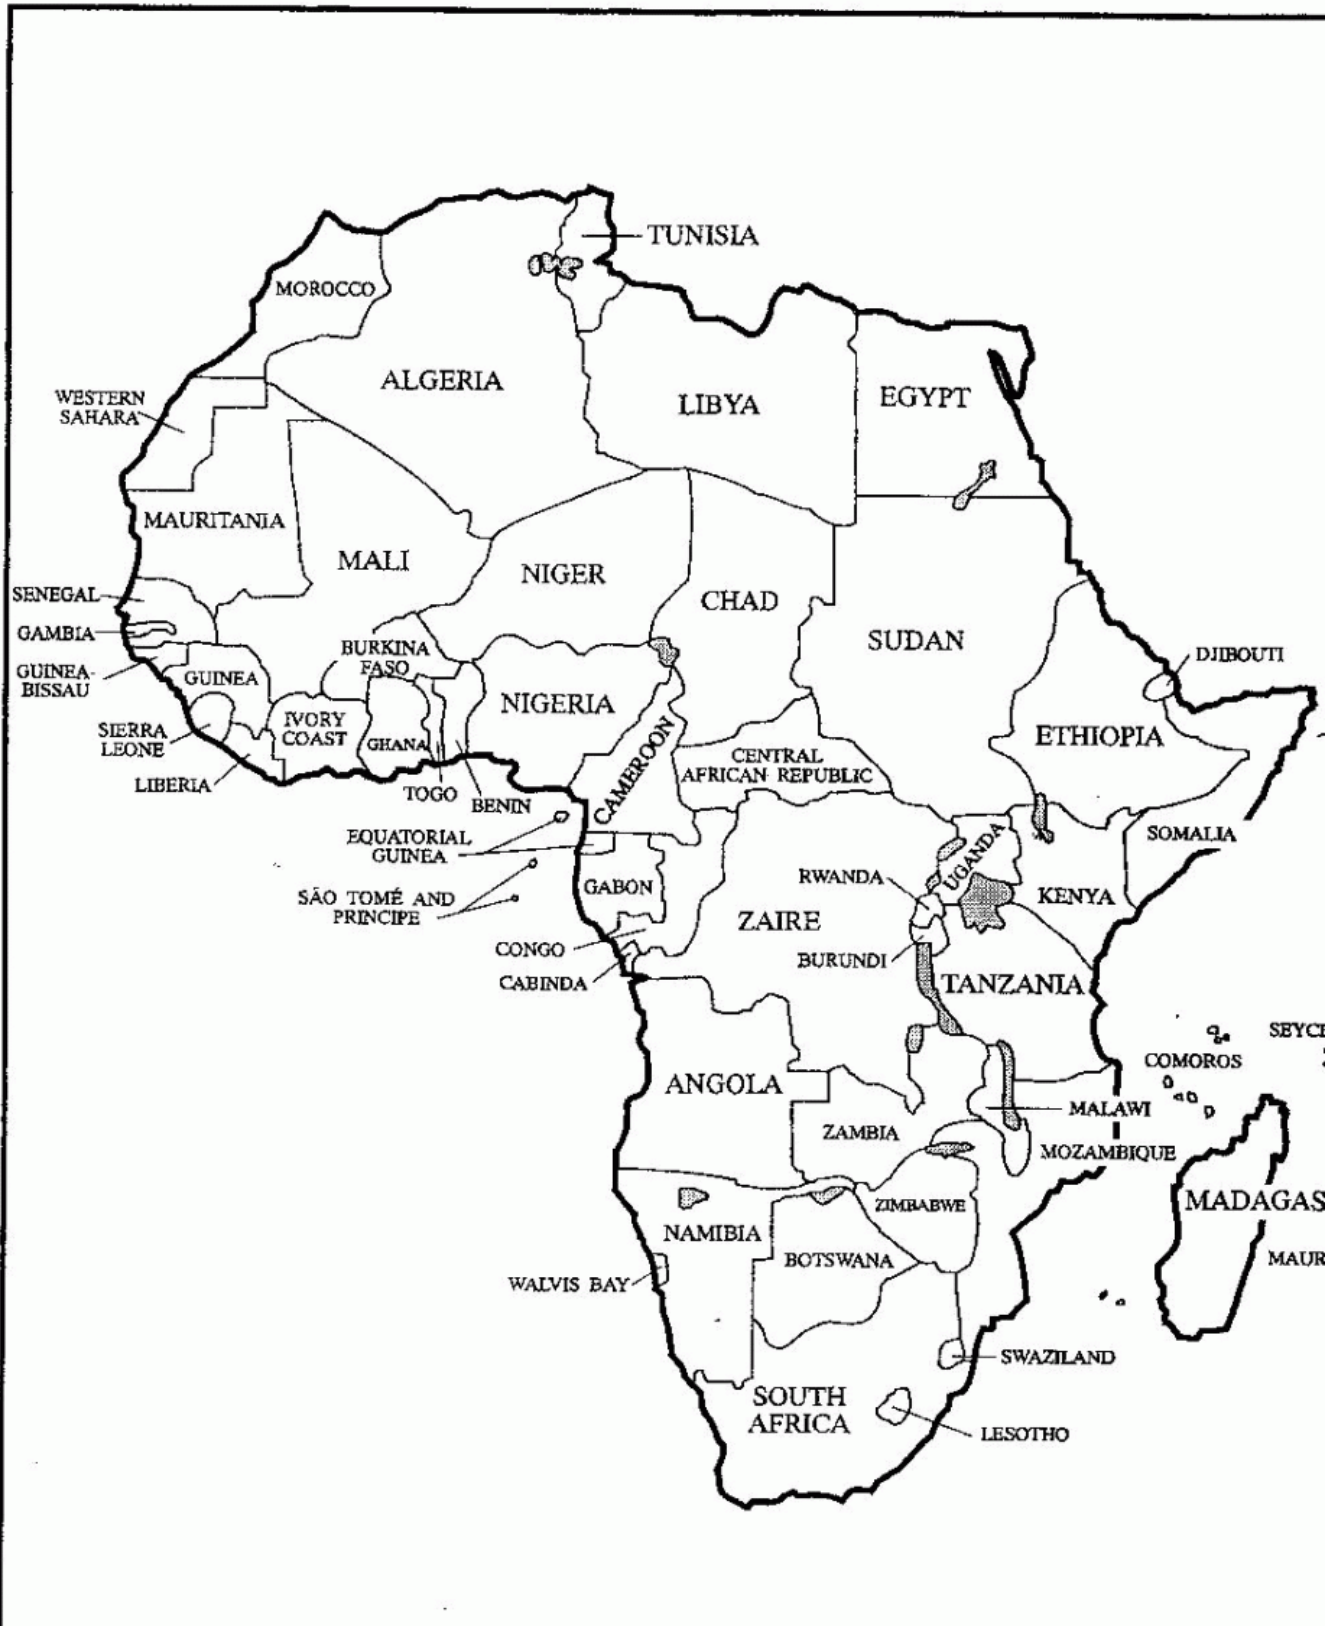 TUNISIA
MOROCCO
ALGERIA
LIBYA
EGYPT
WESTERN
SAHARA
MAURITANIA
MALI
NIGER
CHAD
SUDAN
SENEGAL
GAMBIA
GUINEA-
BISSAU
GUINEA
BURKINA
FASO
DJIBOUTI
NIGERIA
SIERRA
LEONE
IVORY
COAST
GHANA
ETHIOPIA
LIBERIA
TOGO
BENIN
CAMEROON
CENTRAL
AFRICAN REPUBLIC
SOMALIA
EQUATORIAL
GUINEA
UGANDA
RWANDA
KENYA
GABON
SÃO TOMÉ AND
PRINCIPE
ZAIRE
CONGO
BURUNDI
CABINDA
TANZANIA
SEYCE
COMOROS
ANGOLA
MALAWI
ZAMBIA
MOZAMBIQUE
MADAGAS
ZIMBABWE
NAMIBIA
BOTSWANA
MAUR
WALVIS BAY
SWAZILAND
SOUTH
AFRICA
LESOTHO